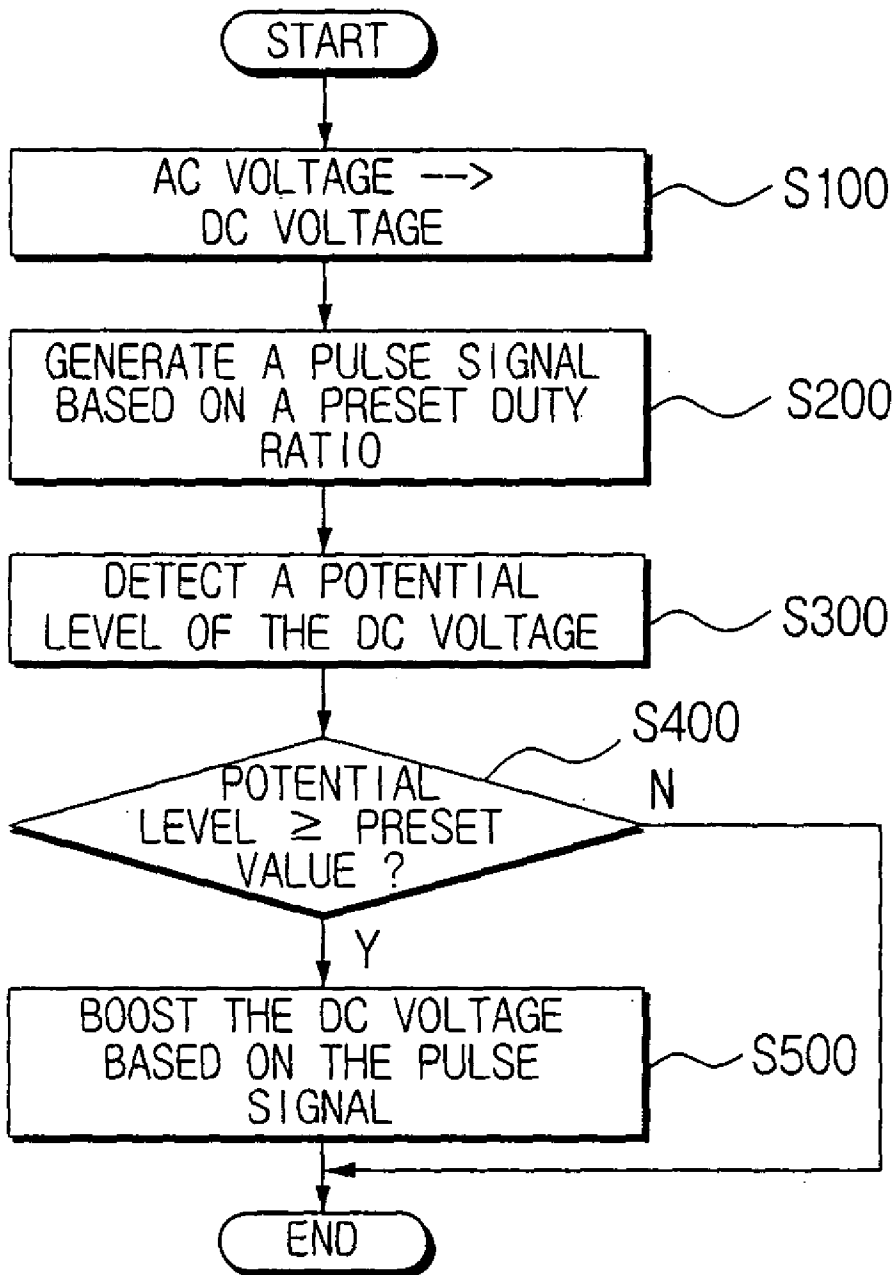 START
AC VOLTAGE -->
DC VOLTAGE
S100
GENERATE A PULSE SIGNAL
BASED ON A PRESET DUTY
RATIO
S200
DETECT A POTENTIAL
LEVEL OF THE DC VOLTAGE
S300
S400
POTENTIAL
LEVEL ≥ PRESET
VALUE ?
N
Y
BOOST THE DC VOLTAGE
BASED ON THE PULSE
SIGNAL
S500
END